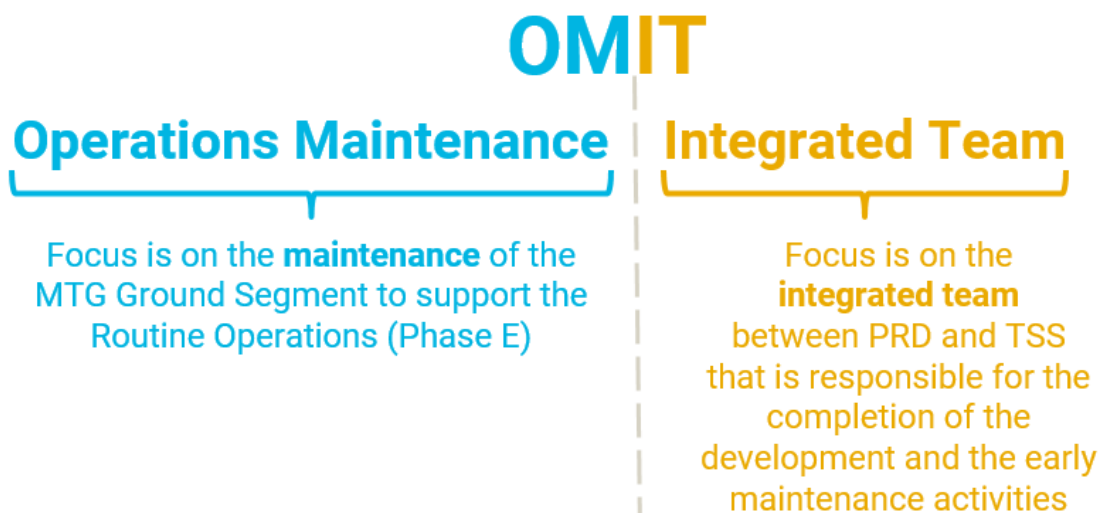 OMIT
Operations Maintenance
Focus is on the maintenance of the
MTG Ground Segment to support the
Routine Operations (Phase E)
Integrated Team
Focus is on the
integrated team
between PRD and TSS
that is responsible for the
completion of the
development and the early
maintenance activities